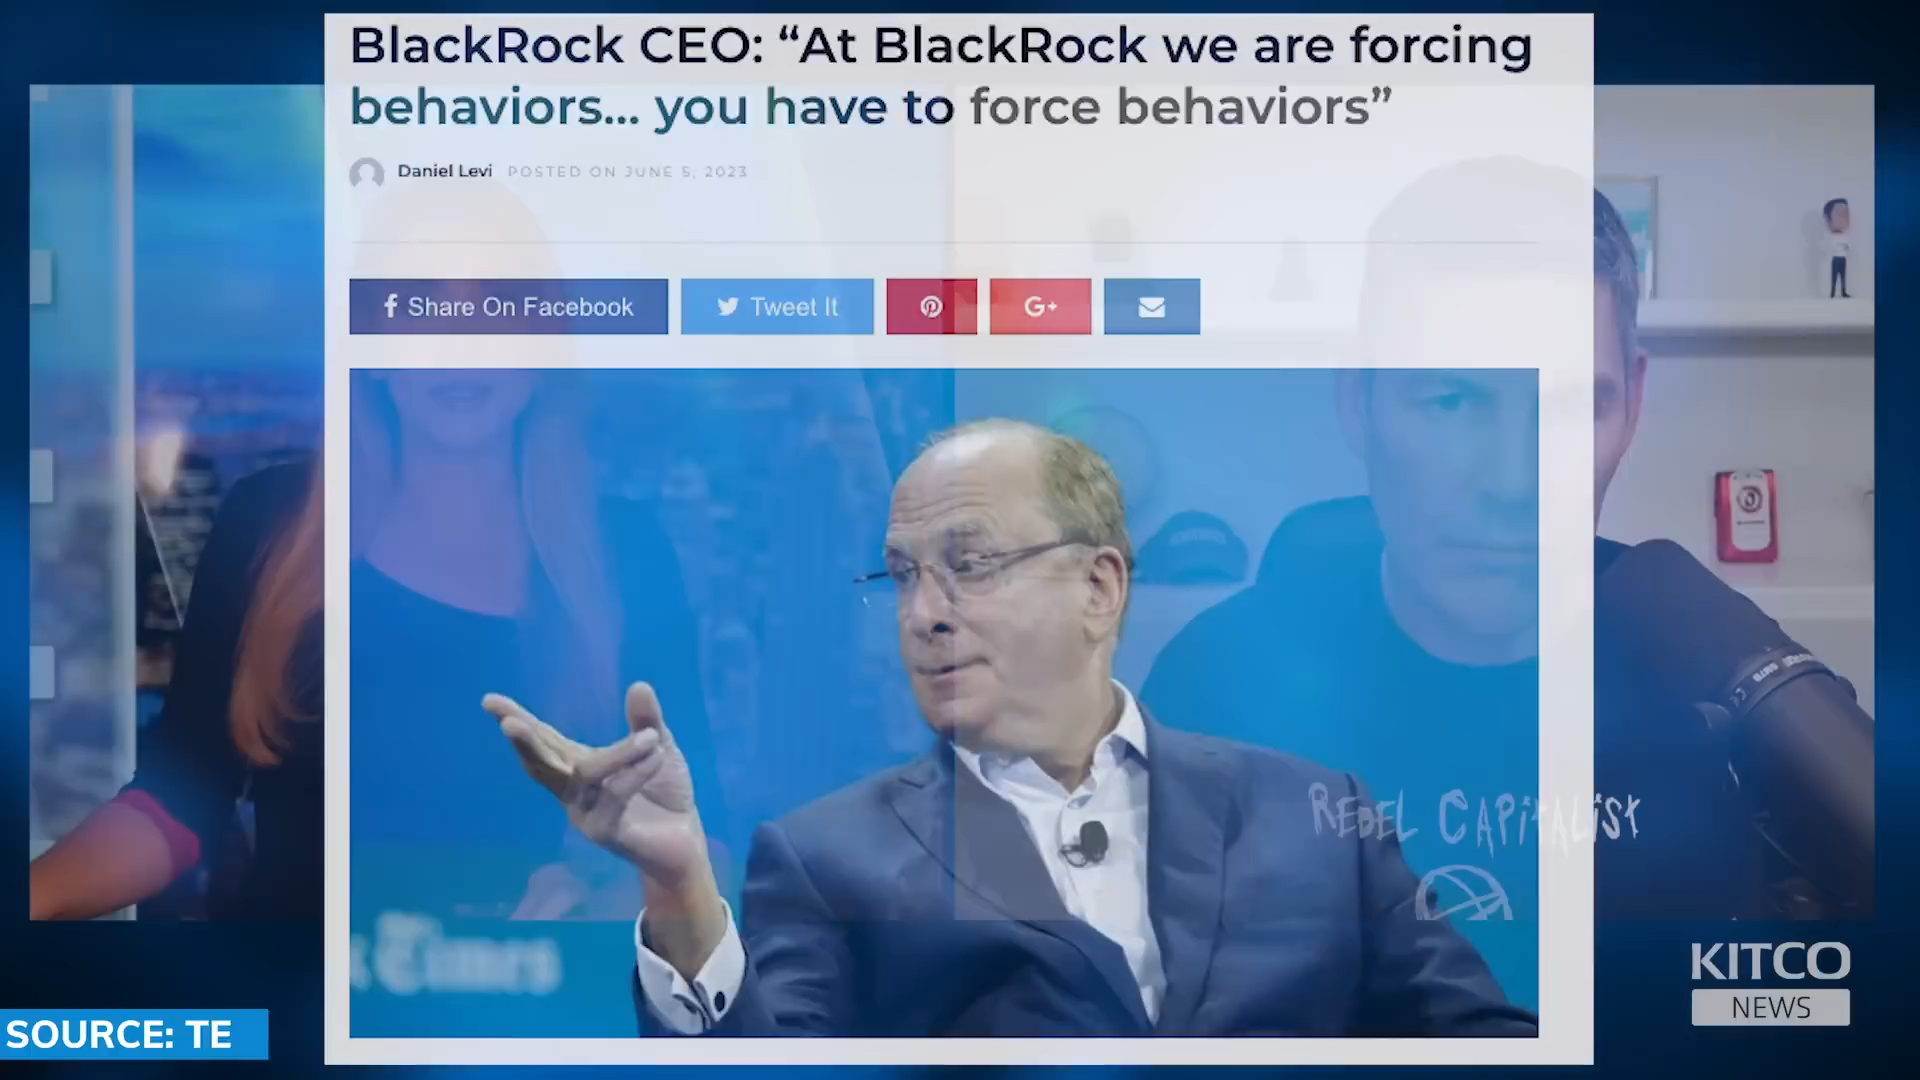 BlackRock CEO: “At BlackRock we are forcing
behaviors... you have to force behaviors”
Daniel Levi POSTED ON JUNE 5, 2023
f Share On Facebook
Tweet It
G+
REBEL CAPiTALiST
Times
KITCO
NEWS
SOURCE: TE